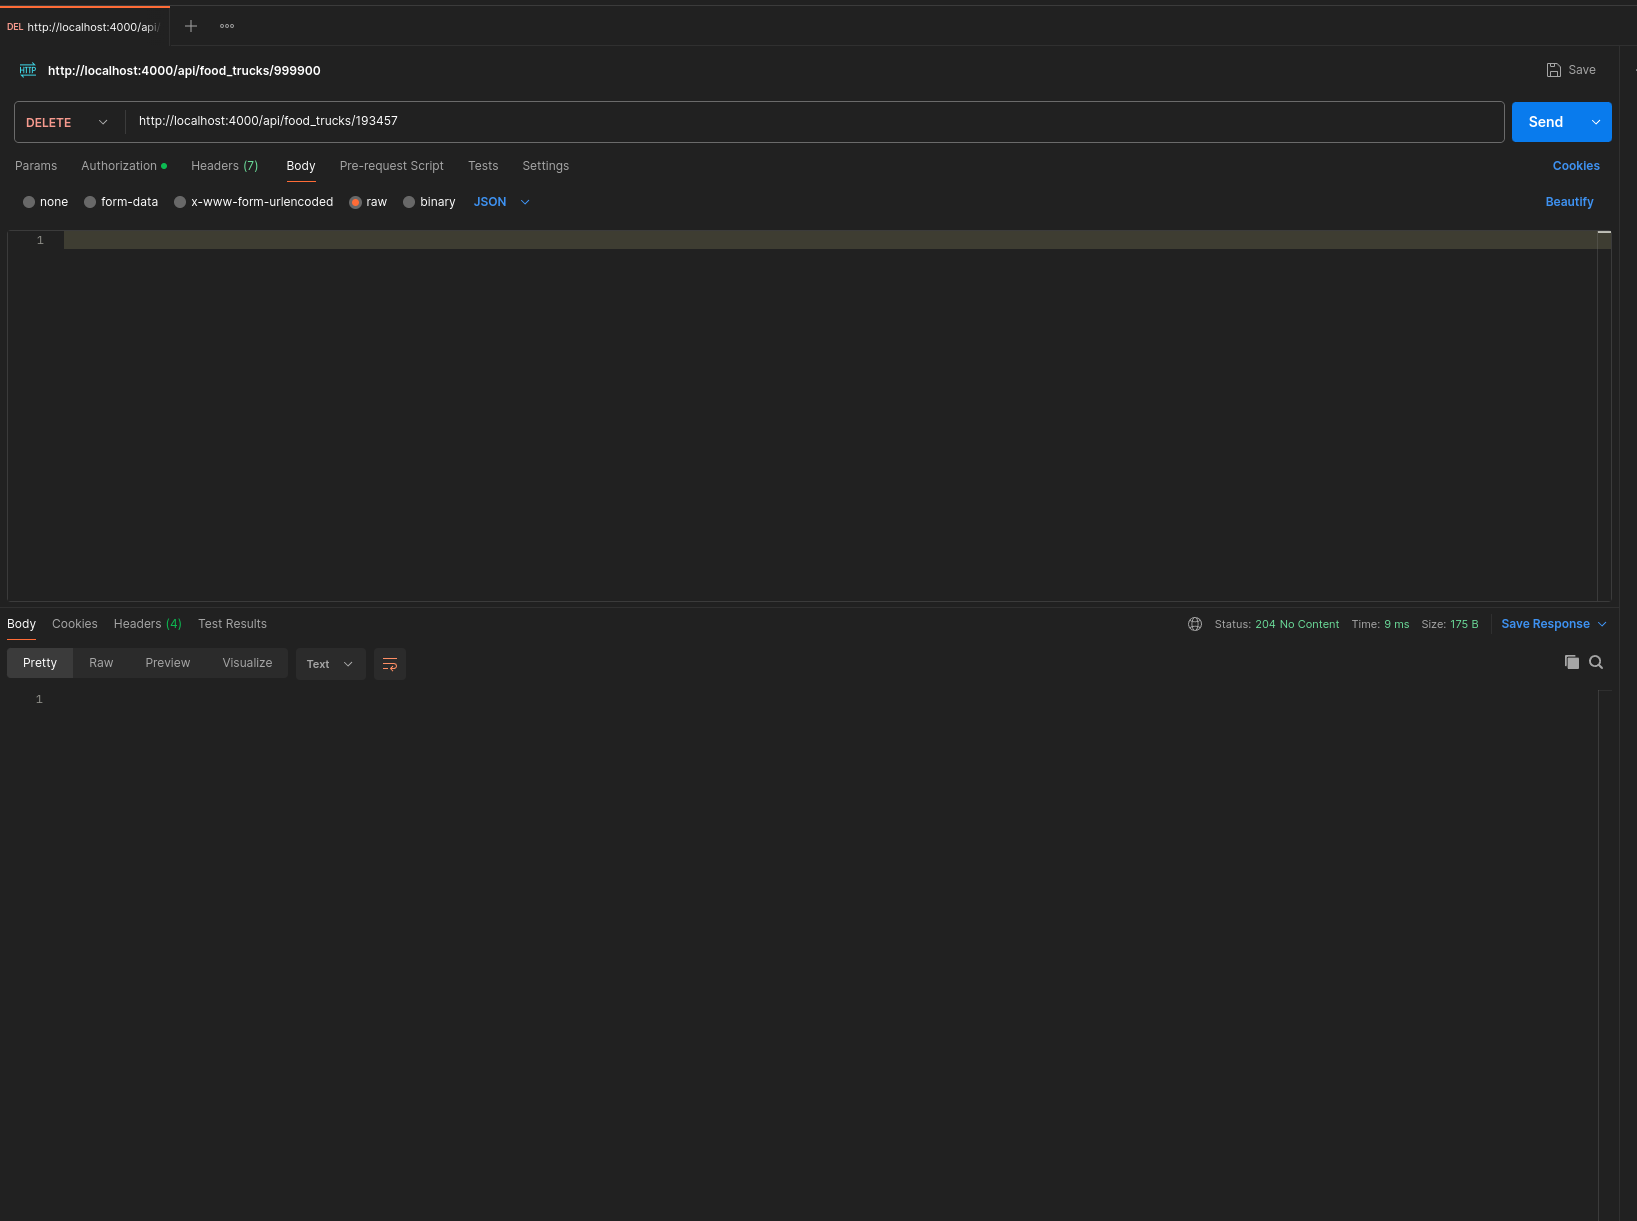 DEL http://localhost:4000/api/
HTTP http://localhost:4000/api/food_trucks/999900 Save
DELETE http://localhost:4000/api/food_trucks/193457 Send
Params Authorization Headers (7) Body Pre-request Script Tests Settings Cookies
none form-data x-www-form-urlencoded raw binary JSON Beautify
1
Body Cookies Headers (4) Test Results Status: 204 No Content Time: 9 ms Size: 175 B Save Response
Pretty Raw Preview Visualize Text
1